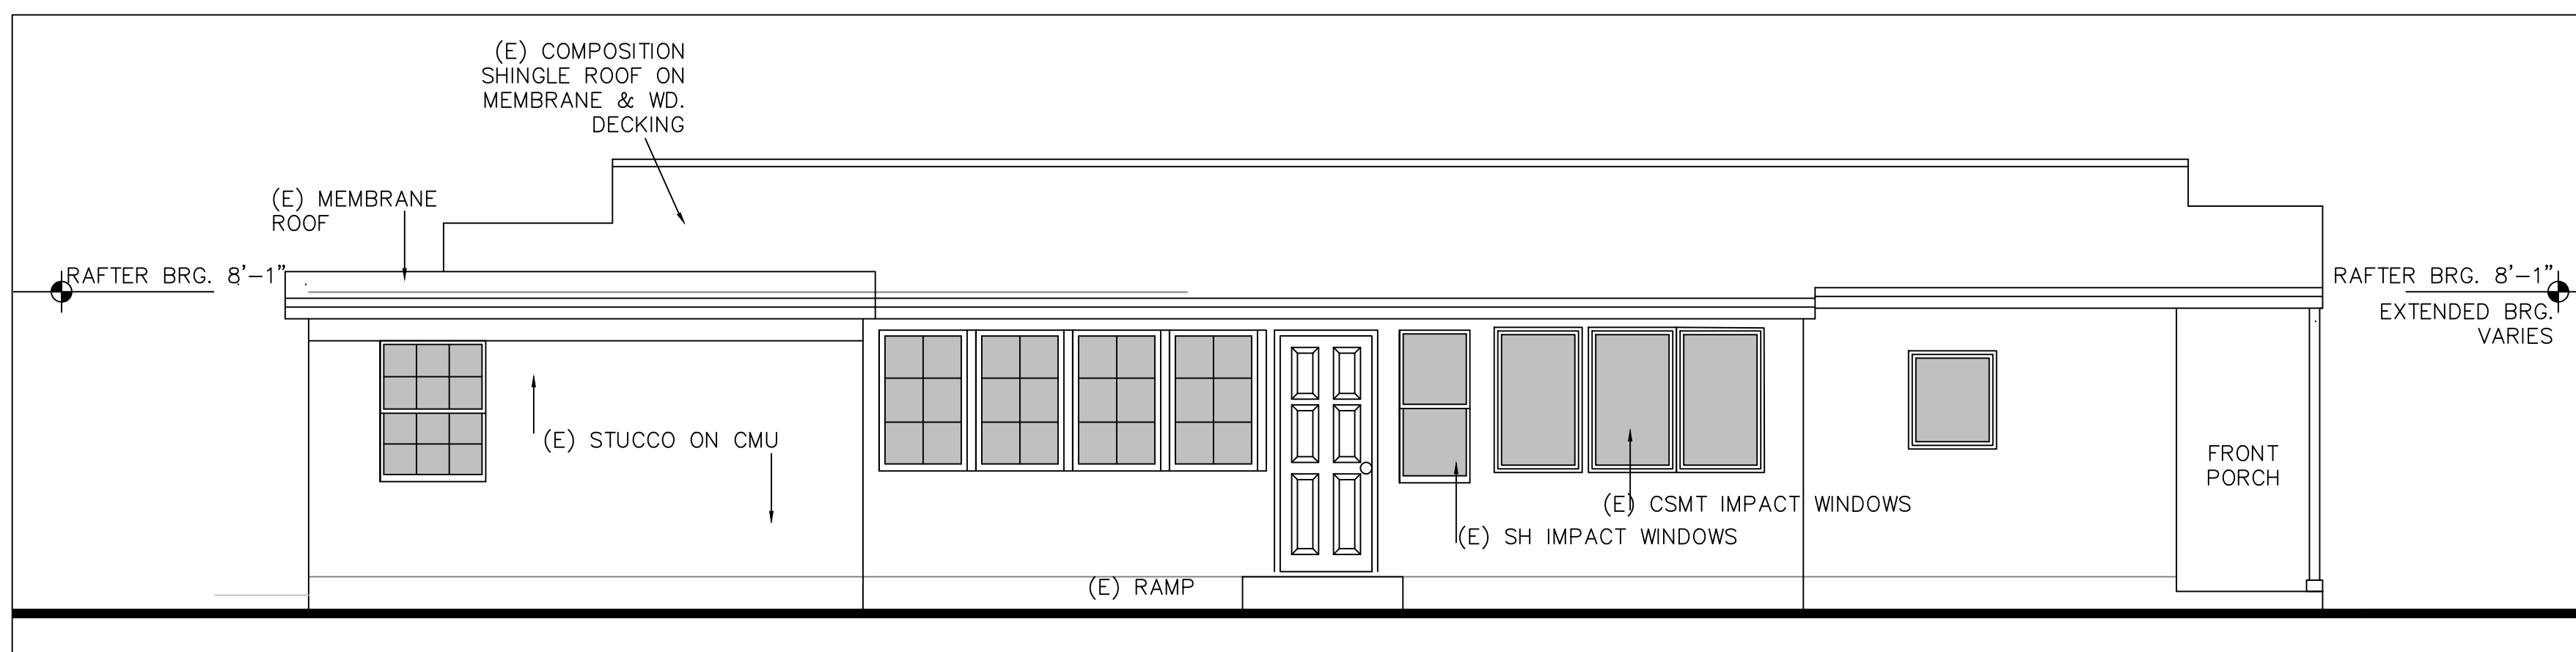 (E) COMPOSITION
SHINGLE ROOF ON
MEMBRANE & WD.
DECKING
(E) MEMBRANE
ROOF
RAFTER BRG. 8'-1"
RAFTER BRG. 8'-1"
EXTENDED BRG.
VARIES
(E) STUCCO ON CMU
FRONT
PORCH
(E) CSMT IMPACT WINDOWS
(E) SH IMPACT WINDOWS
(E) RAMP